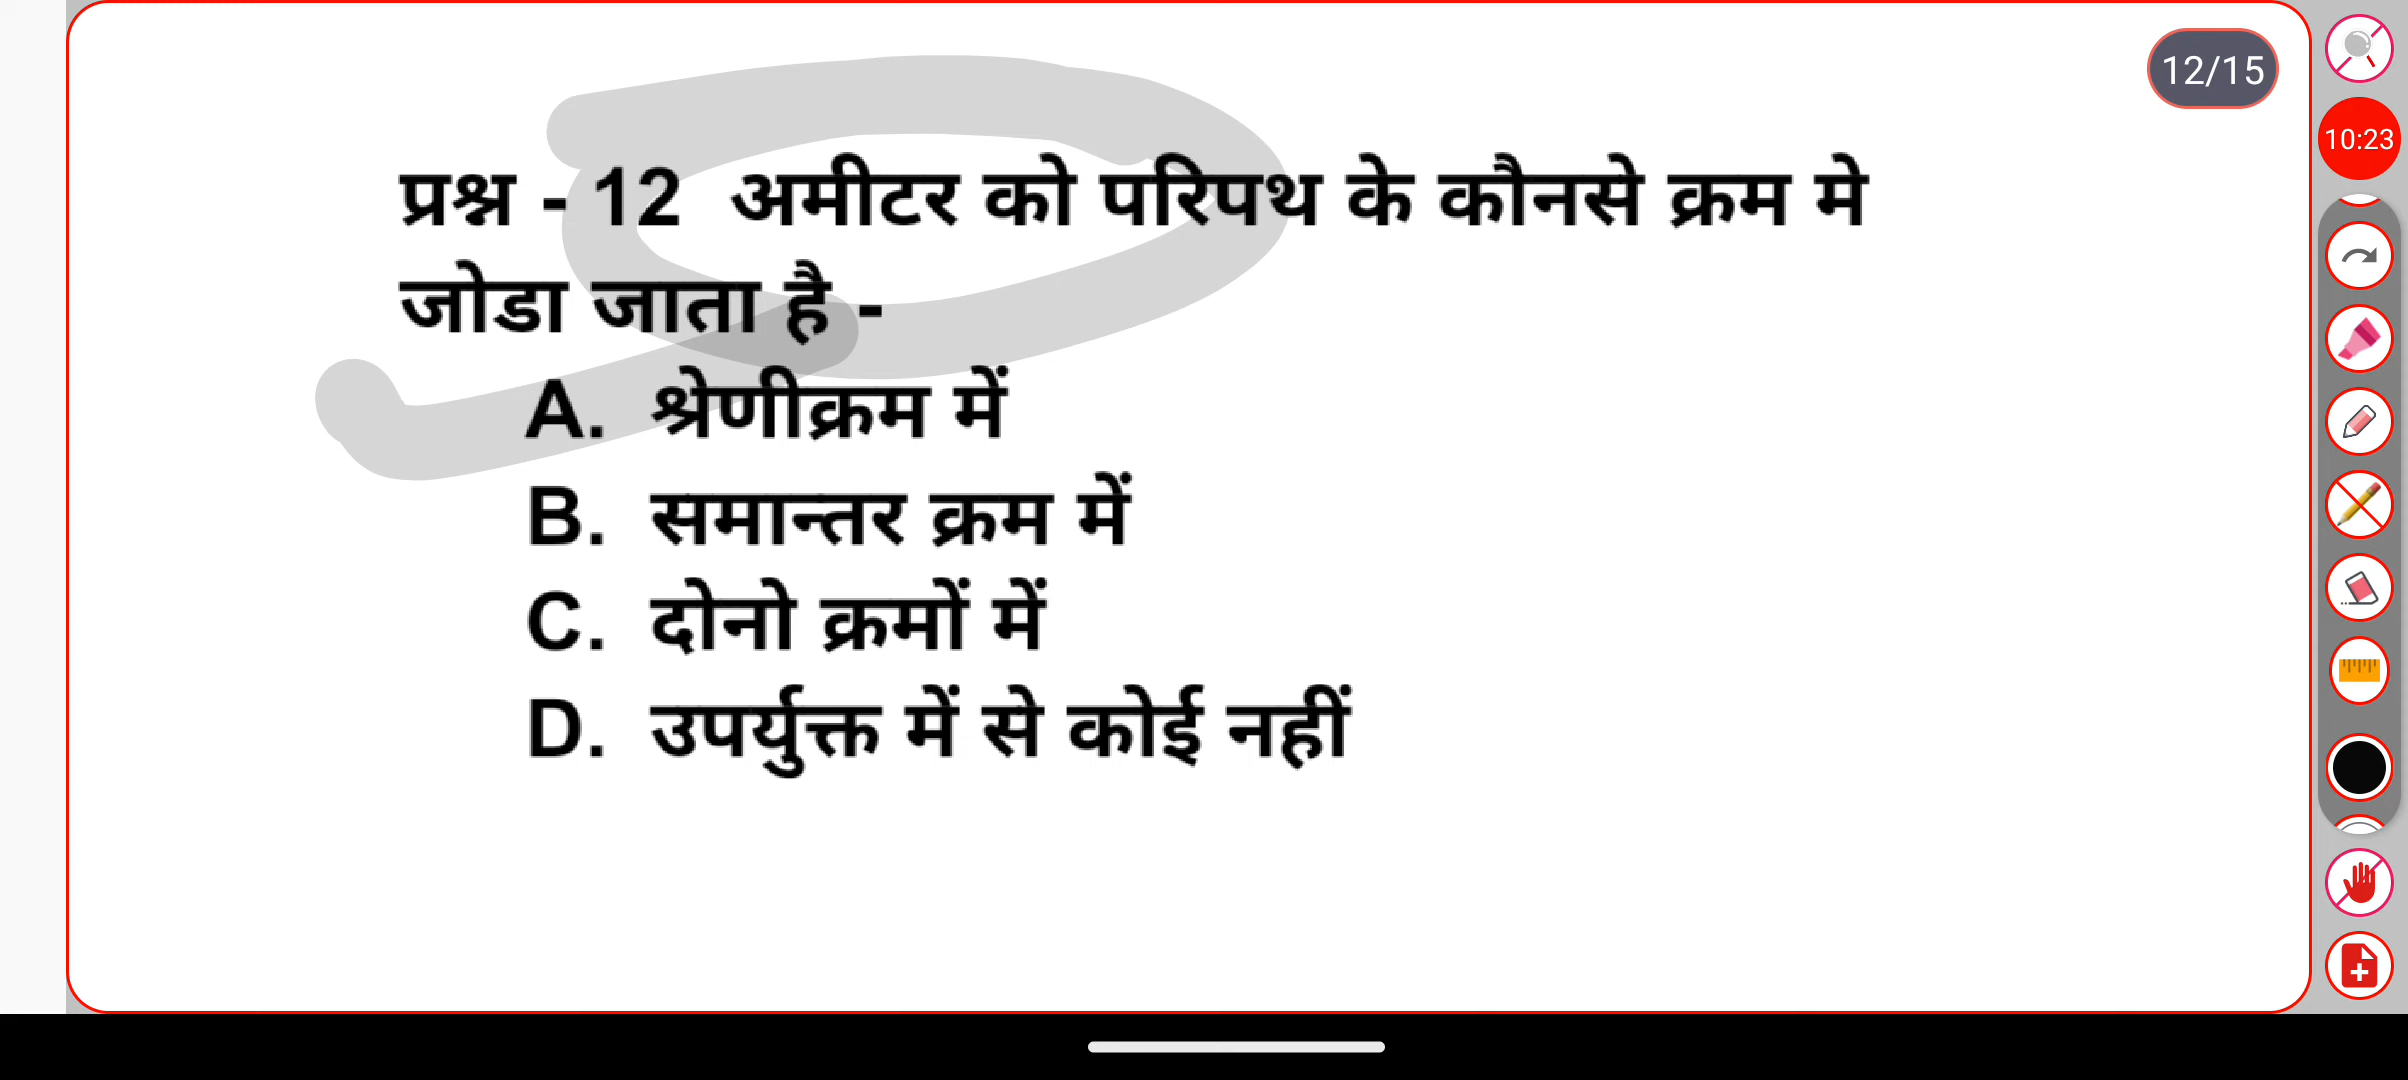 12/15
10:23
प्रश्न - 12 अमीटर को परिपथ के कौनसे क्रम मे
जोडा जाता है -
A. श्रेणीक्रम में
B. समान्तर क्रम में
C. दोनो क्रमों में
D. उपर्युक्त में से कोई नहीं